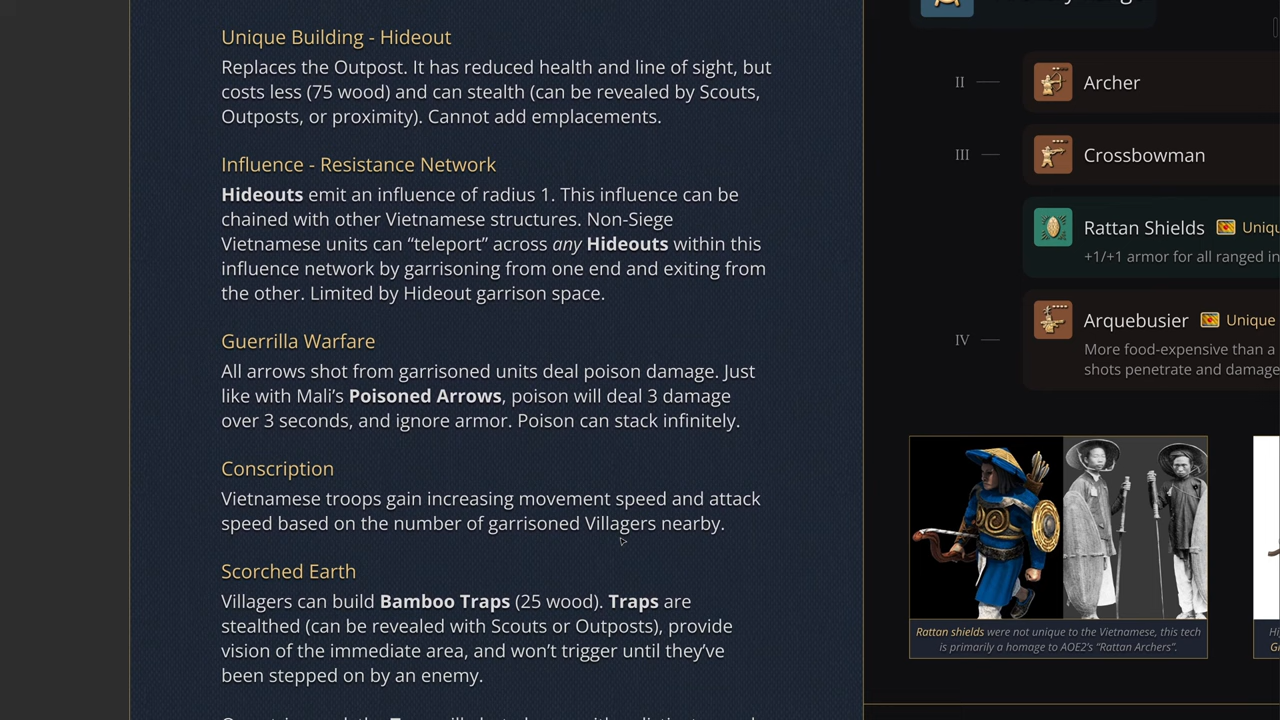 Unique Building - Hideout
Replaces the Outpost. It has reduced health and line of sight, but
costs less (75 wood) and can stealth (can be revealed by Scouts,
Outposts, or proximity). Cannot add emplacements.
Influence - Resistance Network
Hideouts emit an influence of radius 1. This influence can be
chained with other Vietnamese structures. Non-Siege
Vietnamese units can “teleport” across any Hideouts within this
influence network by garrisoning from one end and exiting from
the other. Limited by Hideout garrison space.
Guerrilla Warfare
All arrows shot from garrisoned units deal poison damage. Just
like with Mali’s Poisoned Arrows, poison will deal 3 damage
over 3 seconds, and ignore armor. Poison can stack infinitely.
Conscription
Vietnamese troops gain increasing movement speed and attack
speed based on the number of garrisoned Villagers nearby.
Scorched Earth
Villagers can build Bamboo Traps (25 wood). Traps are
stealthed (can be revealed with Scouts or Outposts), provide
vision of the immediate area, and won’t trigger until they’ve
been stepped on by an enemy.
II
Archer
III
Crossbowman
Rattan Shields
+1/+1 armor for all ranged
IV
Arquebusier Unique
More food-expensive than a
shots penetrate and damage
Rattan shields were not unique to the Vietnamese, this tech
is primarily a homage to AOE2’s “Rattan Archers”.